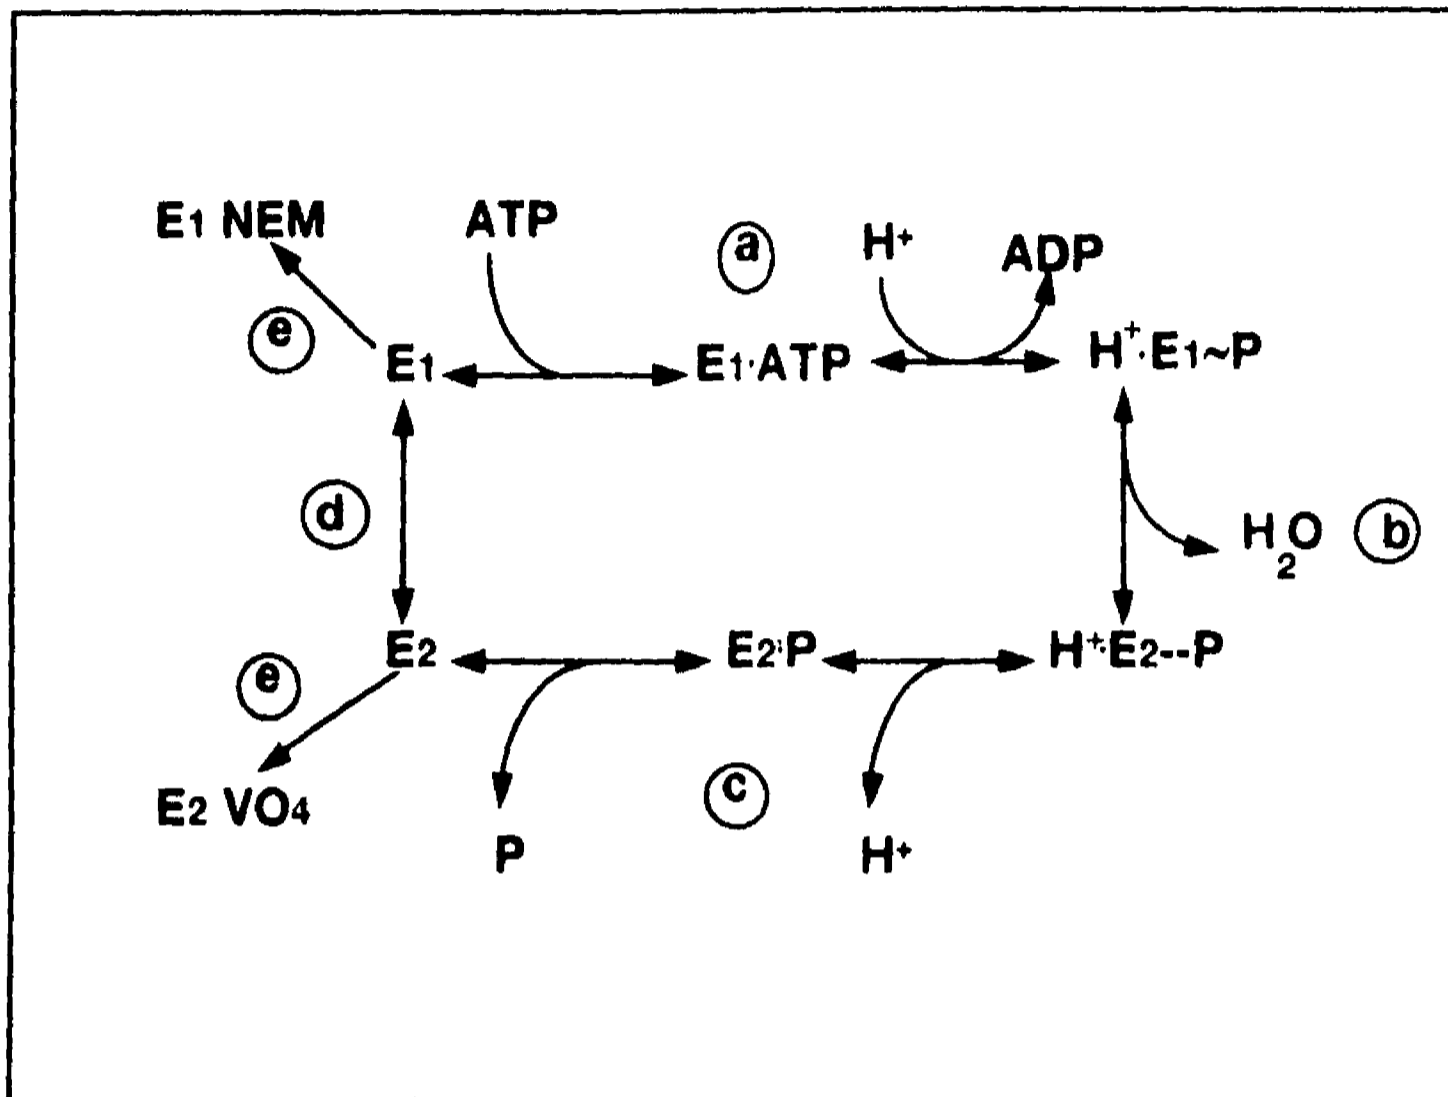 E1 NEM
ATP
a
H+
ADP
e
E1
E1·ATP
H+·E1~P
d
H2O
b
E2
E2:P
H+·E2--P
e
E2 VO4
c
P
H+